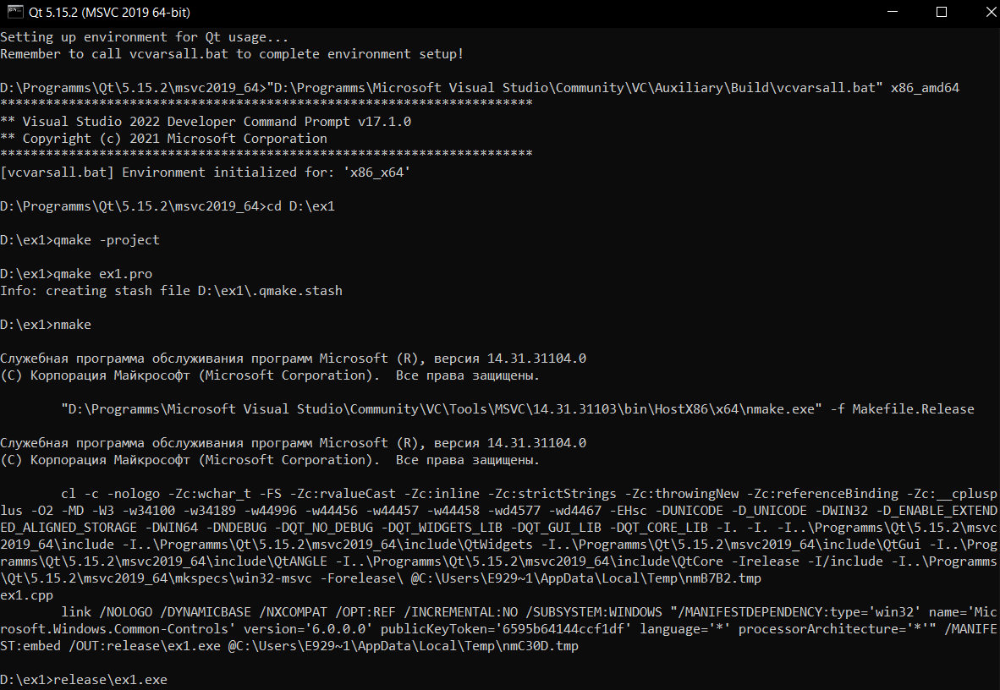 Qt 5.15.2 (MSVC 2019 64-bit)
Setting up environment for Qt usage...
Remember to call vcvarsall.bat to complete environment setup!
D:\Programms\Qt\5.15.2\msvc2019_64>"D:\Programms\Microsoft Visual Studio\Community\VC\Auxiliary\Build\vcvarsall.bat" x86_amd64
**********************************************************************
** Visual Studio 2022 Developer Command Prompt v17.1.0
** Copyright (c) 2021 Microsoft Corporation
**********************************************************************
[vcvarsall.bat] Environment initialized for: 'x86_x64'
D:\Programms\Qt\5.15.2\msvc2019_64>cd D:\ex1
D:\ex1>qmake -project
D:\ex1>qmake ex1.pro
Info: creating stash file D:\ex1\.qmake.stash
D:\ex1>nmake
Служебная программа обслуживания программ Microsoft (R), версия 14.31.31104.0
(C) Корпорация Майкрософт (Microsoft Corporation).  Все права защищены.
"D:\Programms\Microsoft Visual Studio\Community\VC\Tools\MSVC\14.31.31103\bin\HostX86\x64\nmake.exe" -f Makefile.Release
Служебная программа обслуживания программ Microsoft (R), версия 14.31.31104.0
(C) Корпорация Майкрософт (Microsoft Corporation).  Все права защищены.
cl -c -nologo -Zc:wchar_t -FS -Zc:rvalueCast -Zc:inline -Zc:strictStrings -Zc:throwingNew -Zc:referenceBinding -Zc:__cplusp
lus -O2 -MD -W3 -w34100 -w34189 -w44996 -w44456 -w44457 -w44458 -wd4577 -wd4467 -EHsc -DUNICODE -D_UNICODE -DWIN32 -D_ENABLE_EXTEND
ED_ALIGNED_STORAGE -DWIN64 -DNDEBUG -DQT_NO_DEBUG -DQT_WIDGETS_LIB -DQT_GUI_LIB -DQT_CORE_LIB -I. -I. -I..\Programms\Qt\5.15.2\msvc
2019_64\include -I..\Programms\Qt\5.15.2\msvc2019_64\include\QtWidgets -I..\Programms\Qt\5.15.2\msvc2019_64\include\QtGui -I..\Prog
ramms\Qt\5.15.2\msvc2019_64\include\QtANGLE -I..\Programms\Qt\5.15.2\msvc2019_64\include\QtCore -Irelease -I/include -I..\Programms
\Qt\5.15.2\msvc2019_64\mkspecs\win32-msvc -Forelease\ @C:\Users\E929~1\AppData\Local\Temp\nmB7B2.tmp
ex1.cpp
link /NOLOGO /DYNAMICBASE /NXCOMPAT /OPT:REF /INCREMENTAL:NO /SUBSYSTEM:WINDOWS "/MANIFESTDEPENDENCY:type='win32' name='Mic
rosoft.Windows.Common-Controls' version='6.0.0.0' publicKeyToken='6595b64144ccf1df' language='*' processorArchitecture='*'" /MANIFE
ST:embed /OUT:release\ex1.exe @C:\Users\E929~1\AppData\Local\Temp\nmC30D.tmp
D:\ex1>release\ex1.exe